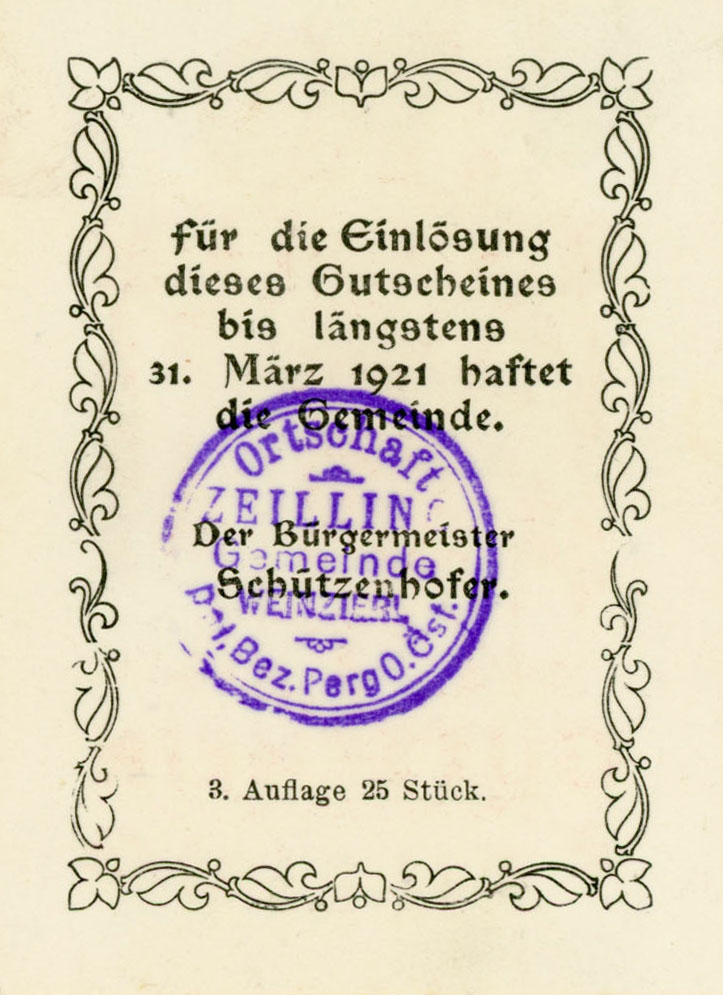 Für die Einlösung
dieses Gutscheines
bis längstens
31. März 1921 haftet
die Gemeinde.
Ortschaft
ZEILLING
Der Bürgermeister
Gemeinde
Schützenhofer.
WEINZIERL
Pol. Bez. Perg O. Öst.
3. Auflage 25 Stück.